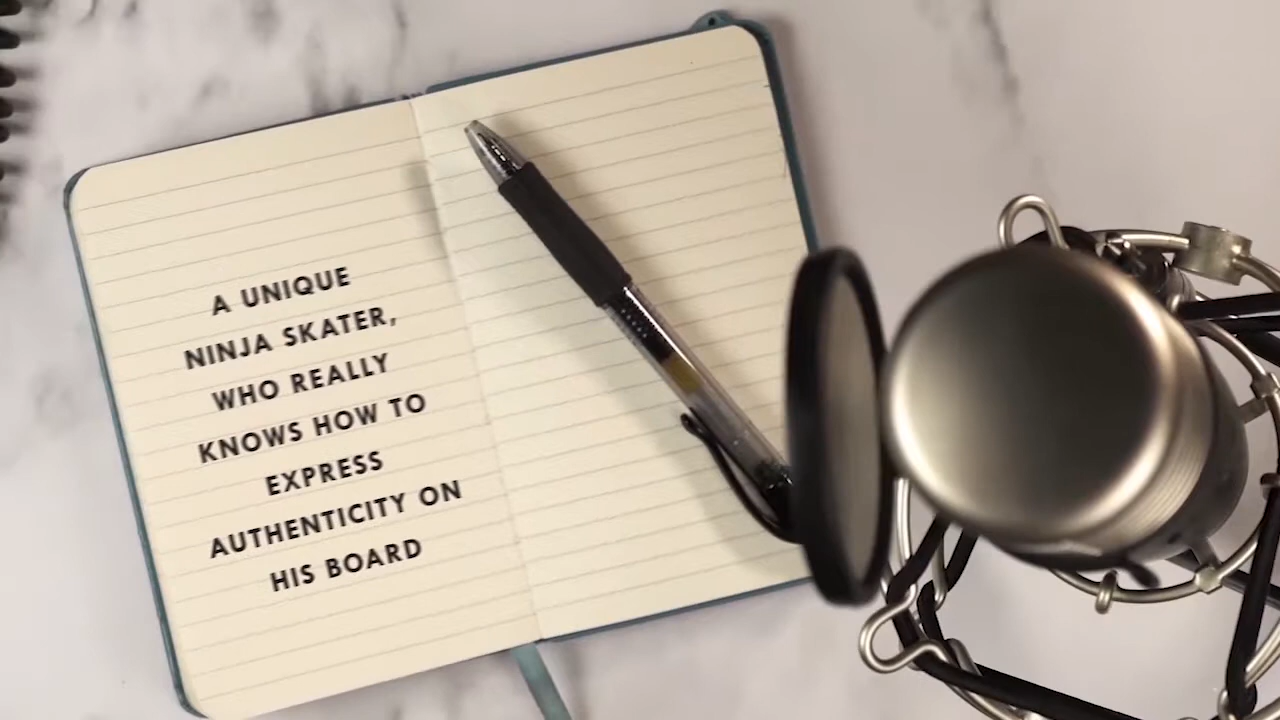 A UNIQUE
NINJA SKATER,
WHO REALLY
KNOWS HOW TO
EXPRESS
AUTHENTICITY ON
HIS BOARD